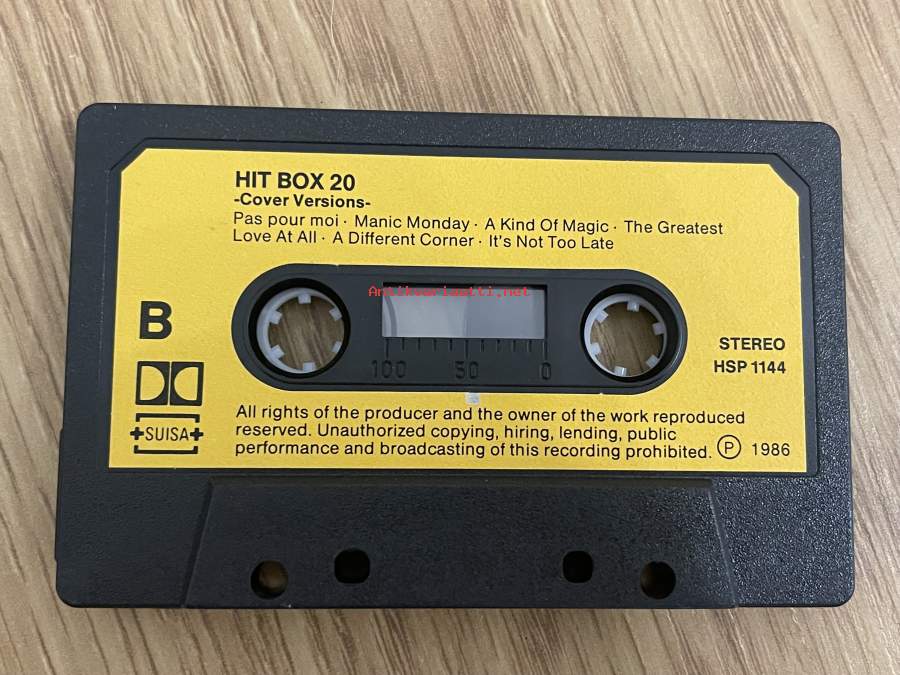 HIT BOX 20
-Cover Versions-
Pas pour moi · Manic Monday · A Kind Of Magic · The Greatest
Love At All · A Different Corner · It's Not Too Late
Antikvariaatti.net
B
100 50 0
STEREO
HSP 1144
SUISA
All rights of the producer and the owner of the work reproduced
reserved. Unauthorized copying, hiring, lending, public
performance and broadcasting of this recording prohibited. Ⓟ 1986